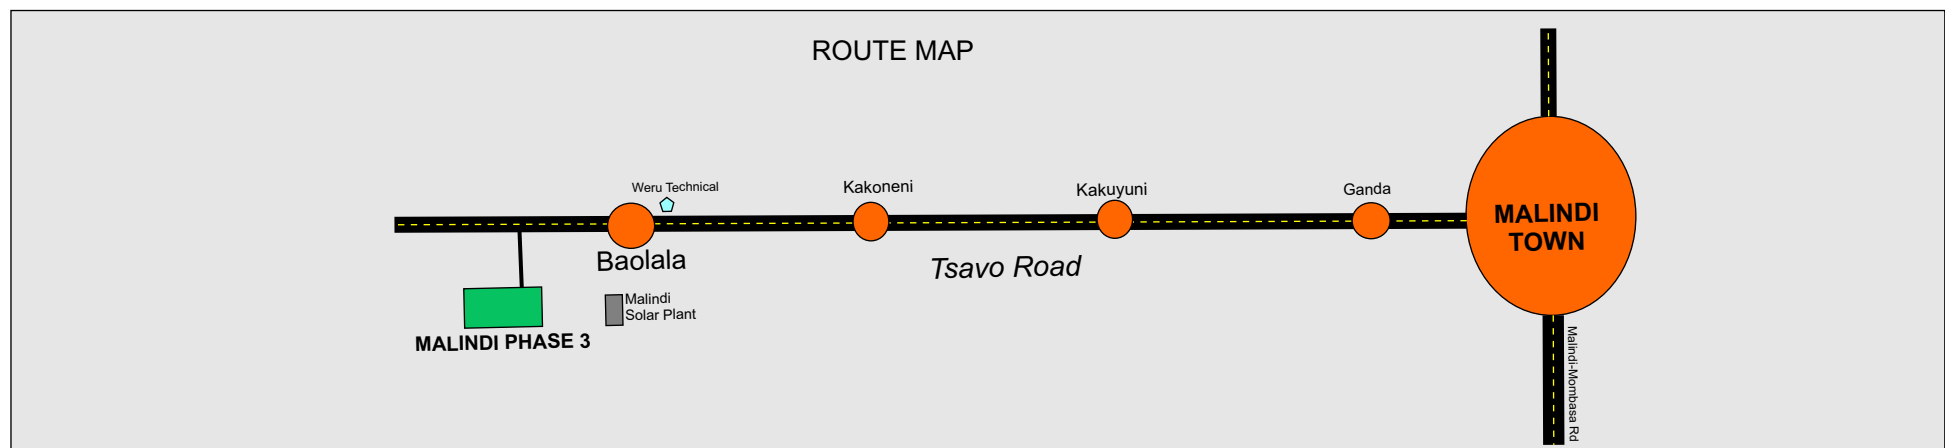 ROUTE MAP
Weru Technical
Kakoneni
Kakuyuni
Ganda
MALINDI
TOWN
Baolala
Tsavo Road
Malindi
Solar Plant
MALINDI PHASE 3
Malindi-Mombasa Rd